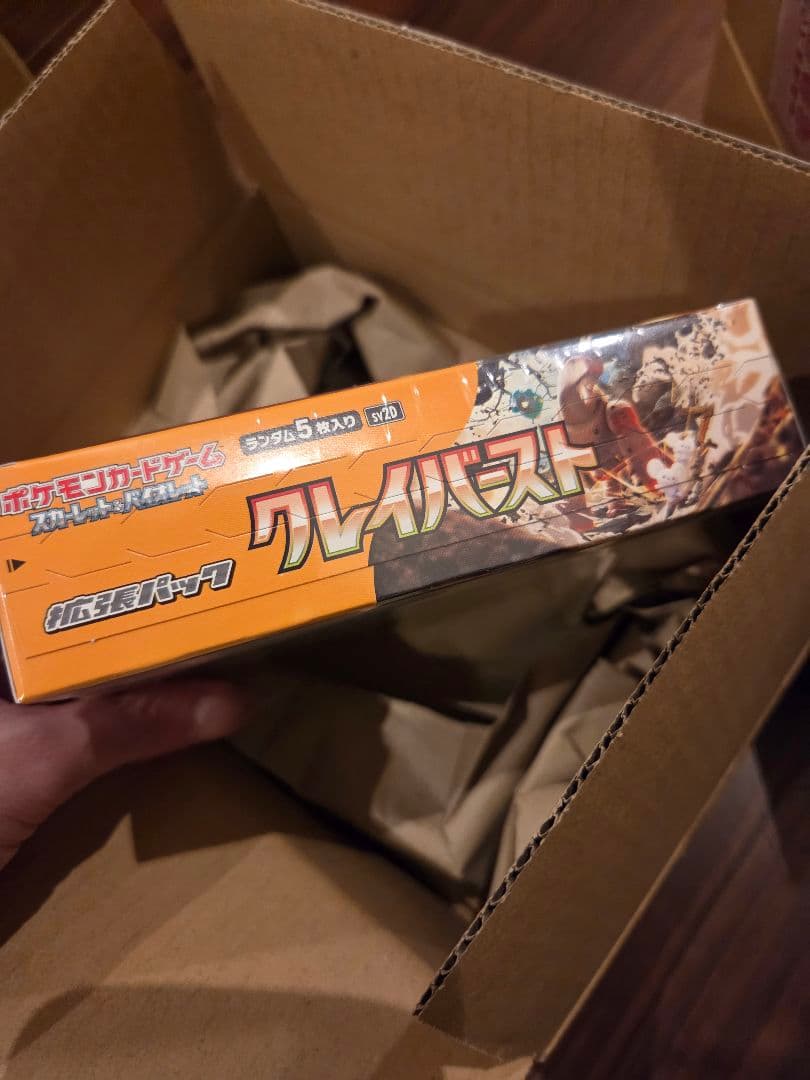 ポケモンカードゲーム
スカーレット&バイオレット
ランダム5枚入り
SV2D
クレイバースト
拡張パック